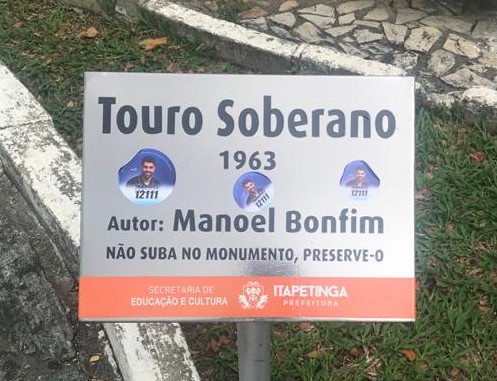 Touro Soberano
1963
12111
12111
12111
Autor: Manoel Bonfim
NÃO SUBA NO MONUMENTO, PRESERVE-O
SECRETARIA DE
EDUCAÇÃO E CULTURA
ITAPETINGA
PREFEITURA